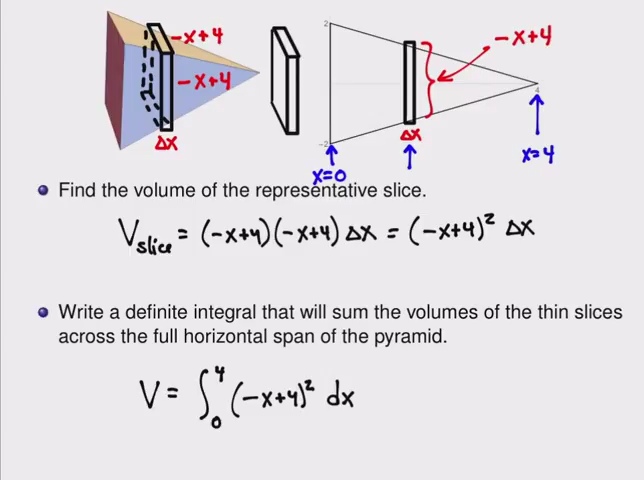 -x+4
-x+4
Δx
2
-2
-x+4
Δx
4
x=0
x=4
Find the volume of the representative slice.
V_slice = (-x+4)(-x+4) Δx = (-x+4)² Δx
Write a definite integral that will sum the volumes of the thin slices
across the full horizontal span of the pyramid.
V = ∫₀⁴ (-x+4)² dx